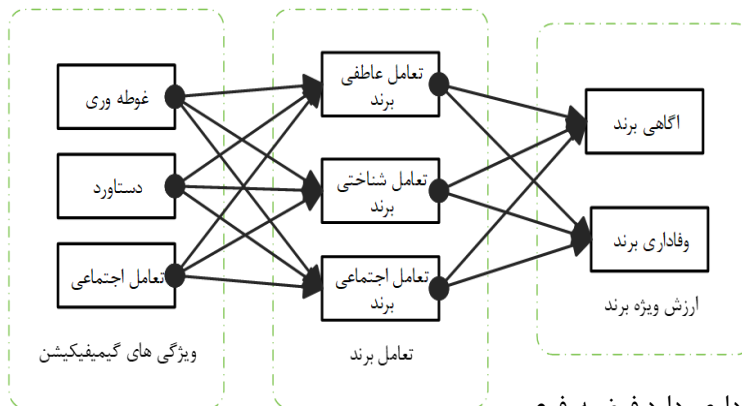 غوطه وری
دستاورد
تعامل اجتماعی
ویژگی های گیمیفیکیشن
تعامل عاطفی
برند
تعامل شناختی
برند
تعامل اجتماعی
برند
تعامل برند
اگاهی برند
وفاداری برند
ارزش ویژه برند